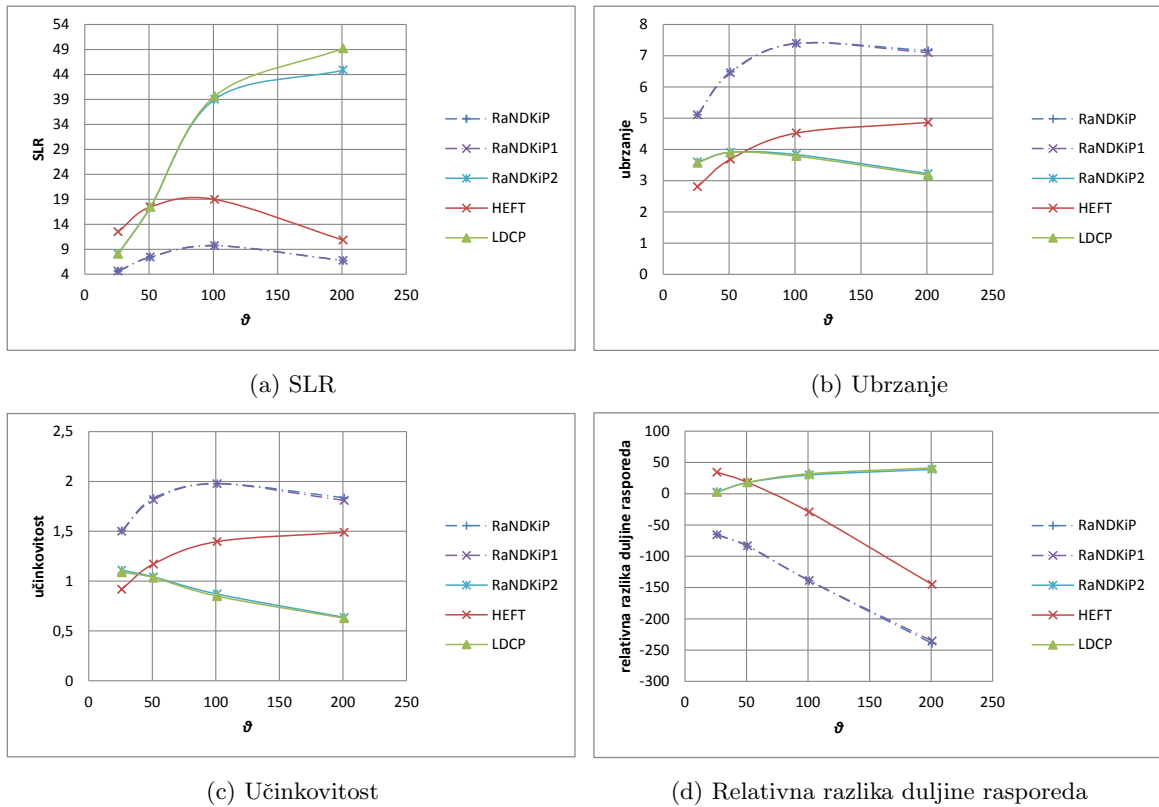 54
49
44
39
34
29
24
19
14
9
4
SLR
0 50 100 150 200 250
ϑ
RaNDKiP
RaNDKiP1
RaNDKiP2
HEFT
LDCP
(a) SLR
8
7
6
5
4
3
2
1
0
ubrzanje
0 50 100 150 200 250
ϑ
RaNDKiP
RaNDKiP1
RaNDKiP2
HEFT
LDCP
(b) Ubrzanje
2,5
2
1,5
1
0,5
0
učinkovitost
0 50 100 150 200 250
ϑ
RaNDKiP
RaNDKiP1
RaNDKiP2
HEFT
LDCP
(c) Učinkovitost
100
50
0
-50
-100
-150
-200
-250
-300
relativna razlika duljine rasporeda
0 50 100 150 200 250
ϑ
RaNDKiP
RaNDKiP1
RaNDKiP2
HEFT
LDCP
(d) Relativna razlika duljine rasporeda